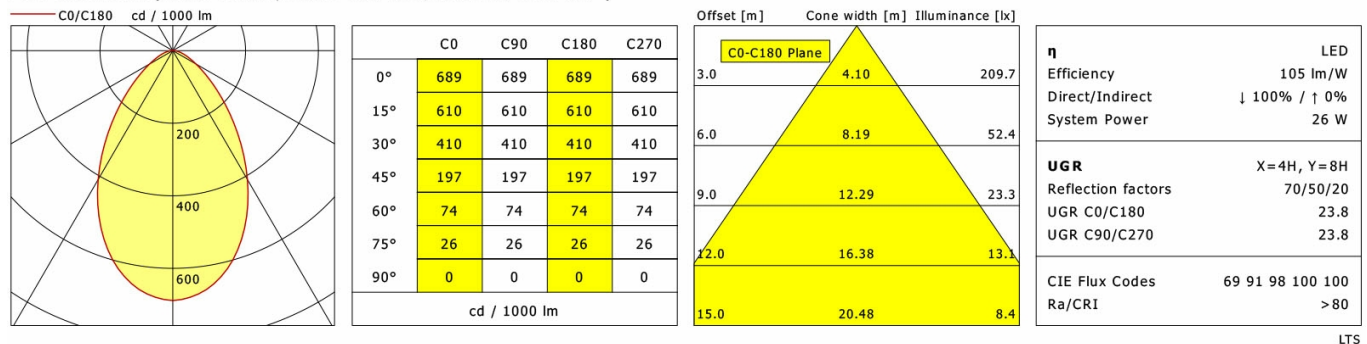 C0/C180 cd / 1000 lm
200
400
600
C0 C90 C180 C270
0° 689 689 689 689
15° 610 610 610 610
30° 410 410 410 410
45° 197 197 197 197
60° 74 74 74 74
75° 26 26 26 26
90° 0 0 0 0
cd / 1000 lm
Offset [m] Cone width [m] Illuminance [lx]
C0-C180 Plane
3.0 4.10 209.7
6.0 8.19 52.4
9.0 12.29 23.3
12.0 16.38 13.1
15.0 20.48 8.4
η LED
Efficiency 105 lm/W
Direct/Indirect ↓ 100% / ↑ 0%
System Power 26 W
UGR X=4H, Y=8H
Reflection factors 70/50/20
UGR C0/C180 23.8
UGR C90/C270 23.8
CIE Flux Codes 69 91 98 100 100
Ra/CRI >80
LTS